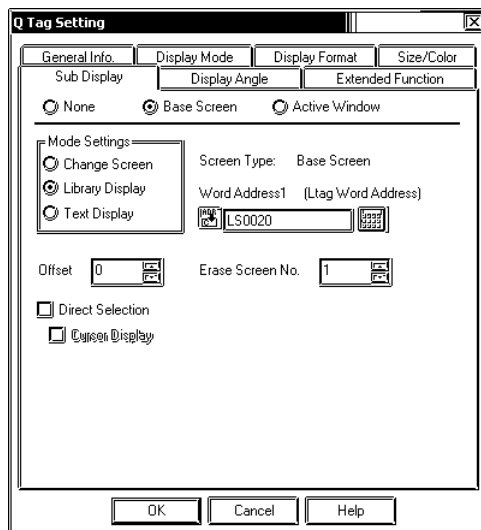 Q Tag Setting
General Info. Display Mode Display Format Size/Color
Sub Display Display Angle Extended Function
None Base Screen Active Window
Mode Settings
Change Screen
Library Display
Text Display
Screen Type: Base Screen
Word Address1 (Ltag Word Address)
LS0020
Offset 0 Erase Screen No. 1
Direct Selection
Cursor Display
OK Cancel Help